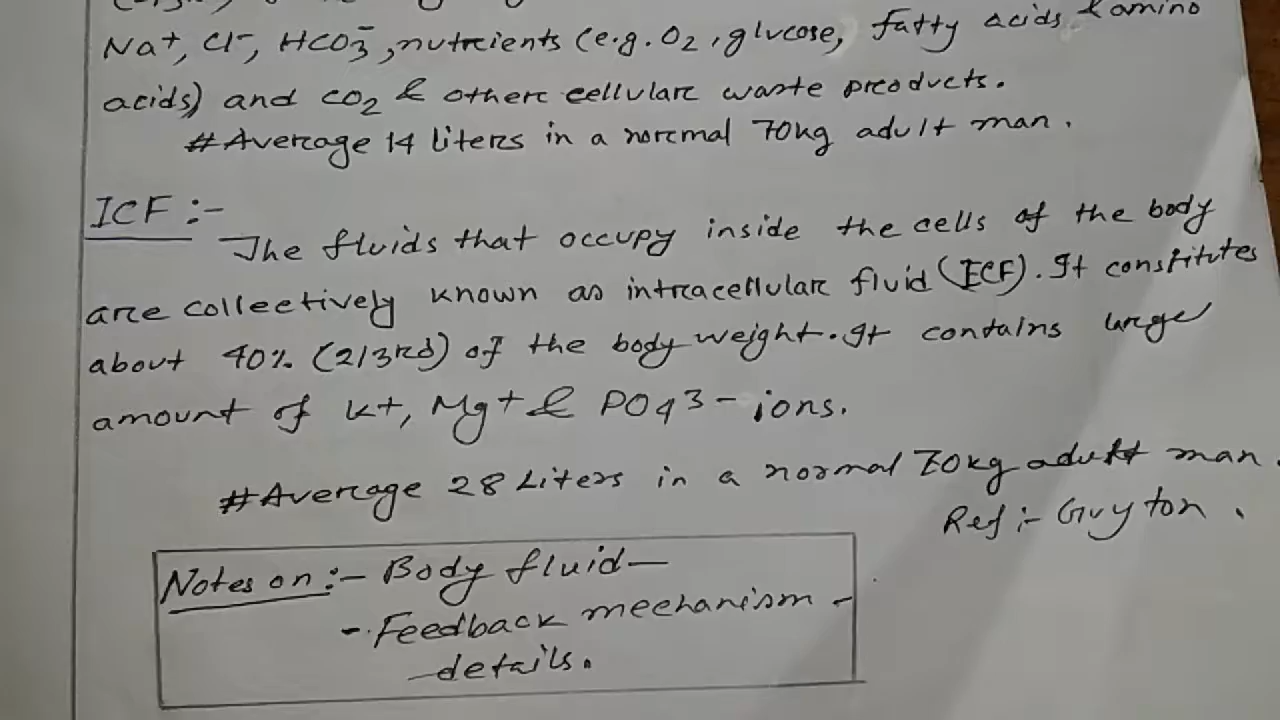 Na+, Cl-, HCO3-, nutrients (e.g. O2, glucose, fatty acids & amino
acids) and CO2 & other cellular waste products.
#Average 14 liters in a normal 70kg adult man.
ICF :-
The fluids that occupy inside the cells of the body
are collectively known as intracellular fluid (ICF). It constitutes
about 40% (2/3rd) of the body weight. It contains large
amount of K+, Mg+ & PO4 3- ions.
#Average 28 Liters in a normal 70kg adult man.
Ref :- Guyton.
Notes on :- Body fluid—
- Feedback mechanism -
details.